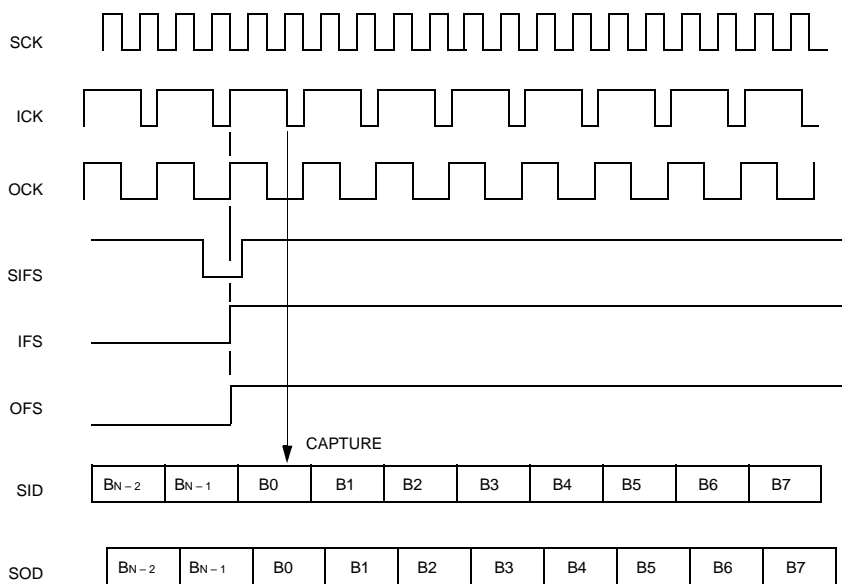 SCK
ICK
OCK
SIFS
IFS
OFS
CAPTURE
SID BN – 2 BN – 1 B0 B1 B2 B3 B4 B5 B6 B7
SOD BN – 2 BN – 1 B0 B1 B2 B3 B4 B5 B6 B7